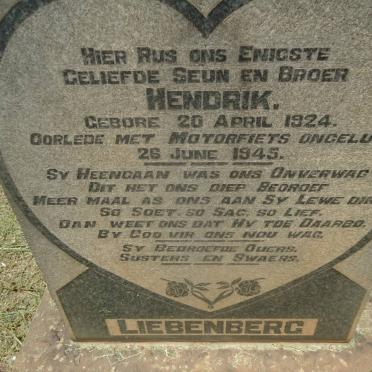 HIER RUS ONS ENIGSTE
GELIEFDE SEUN EN BROER
HENDRIK.
GEBORE 20 APRIL 1924.
OORLEDE MET MOTORFIETS ONGELU
26 JUNE 1945.
SY HEENGAAN WAS ONS ONVERWAG
DIT HET ONS DIEP BEDROEF
MEER MAAL AS ONS AAN SY LEWE DIN
SO SOET, SO SAG, SO LIEF.
DAN WEET ONS DAT HY TOE DAARBO.
BY GOD VIR ONS NOU WAG.
SY BEDROEFDE OUERS.
SUSTERS EN SWAERS.
LIEBENBERG